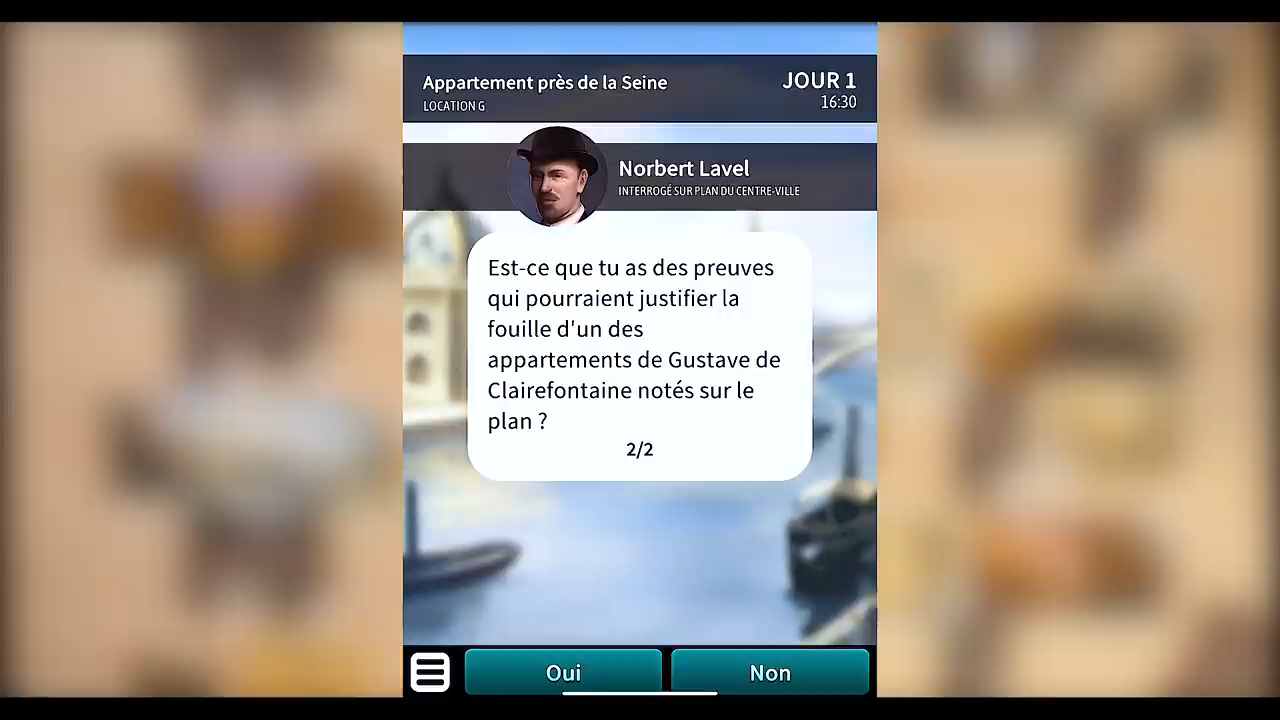 Appartement près de la Seine
LOCATION G
JOUR 1
16:30
Norbert Lavel
INTERROGÉ SUR PLAN DU CENTRE-VILLE
Est-ce que tu as des preuves
qui pourraient justifier la
fouille d'un des
appartements de Gustave de
Clairefontaine notés sur le
plan ?
2/2
Oui
Non